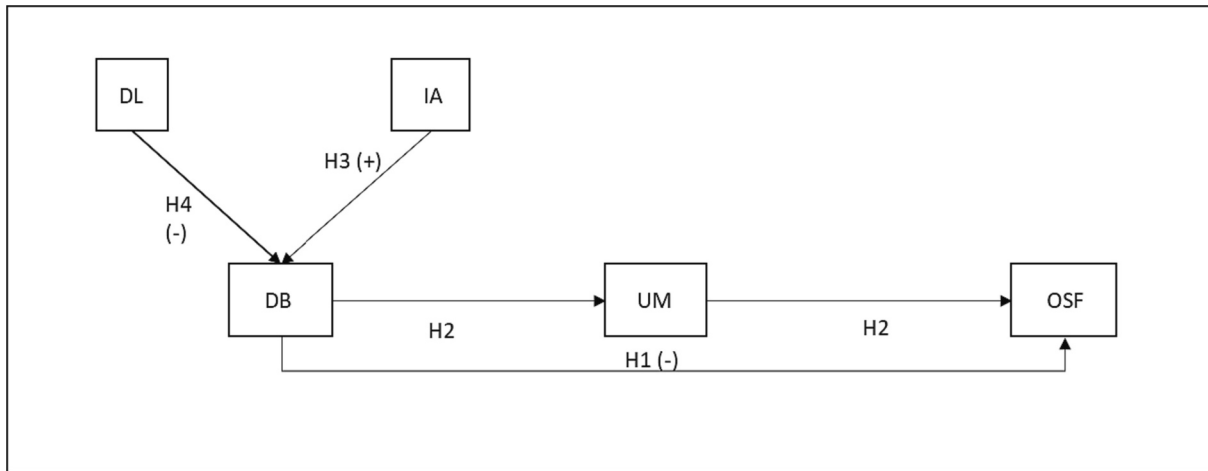 DL
IA
H3 (+)
H4
(-)
DB
UM
OSF
H2
H2
H1 (-)